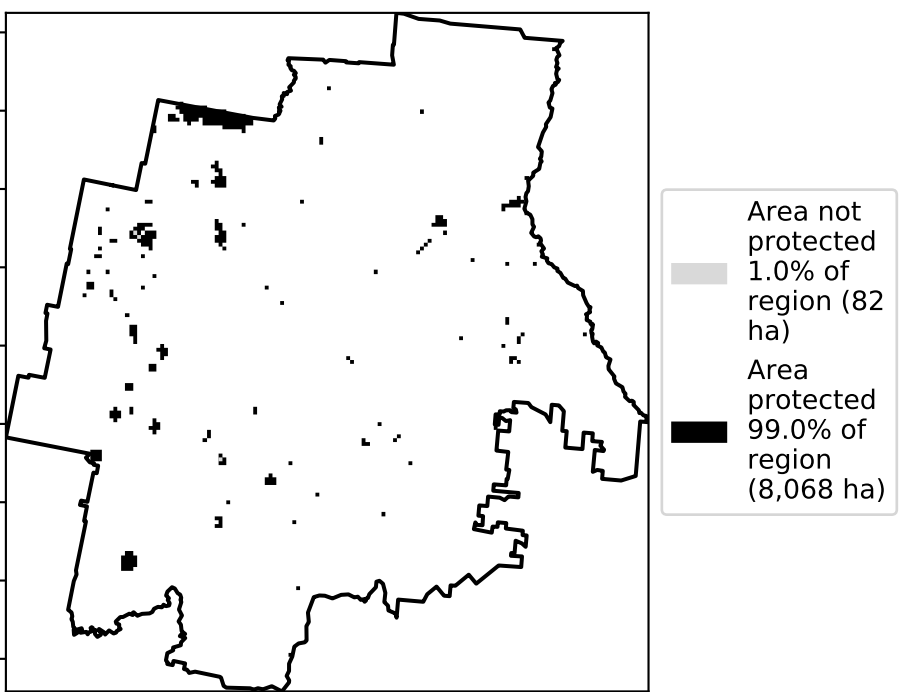 Area not
protected
1.0% of
region (82
ha)
Area
protected
99.0% of
region
(8,068 ha)